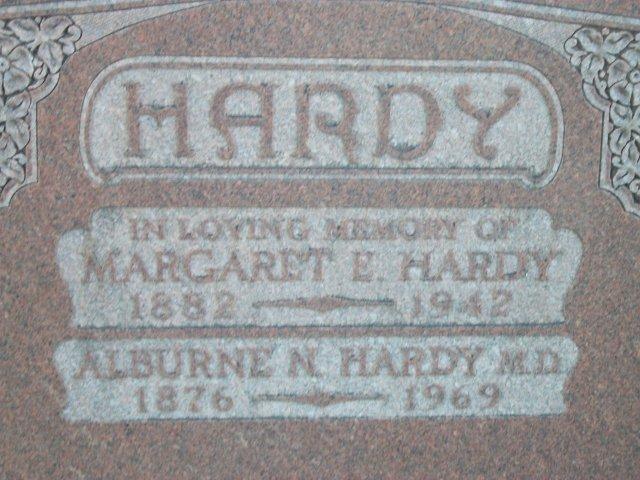 HARDY
IN LOVING MEMORY OF
MARGARET E. HARDY
1882 1942
ALBURNE N. HARDY M.D.
1876 1969